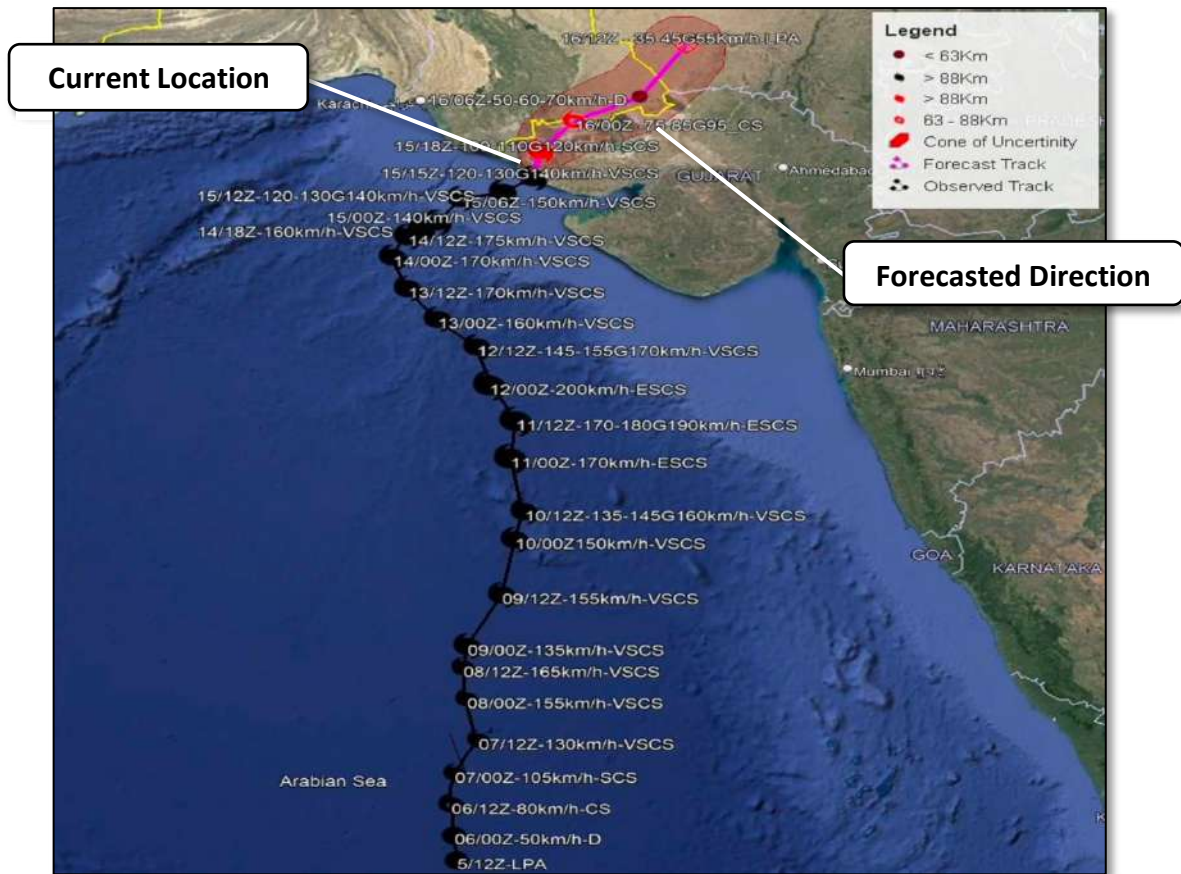 Legend
< 63Km
> 88Km
> 88Km
63 - 88Km
Cone of Uncertinity
Forecast Track
Observed Track
Current Location
Forecasted Direction
16/12Z - 35-45G55Km/h-LPA
Karachi
16/06Z-50-60-70km/h-D
16/00Z -75-85G95_CS
15/18Z-100-110G120km/h-SCS
15/15Z-120-130G140km/h-VSCS
GUJARAT
Ahmedabad
15/12Z-120-130G140km/h-VSCS
15/06Z-150km/h-VSCS
15/00Z-140km/h-VSCS
14/18Z-160km/h-VSCS
14/12Z-175km/h-VSCS
14/00Z-170km/h-VSCS
13/12Z-170km/h-VSCS
13/00Z-160km/h-VSCS
MAHARASHTRA
12/12Z-145-155G170km/h-VSCS
Mumbai मुम्बई
12/00Z-200km/h-ESCS
11/12Z-170-180G190km/h-ESCS
11/00Z-170km/h-ESCS
10/12Z-135-145G160km/h-VSCS
10/00Z150km/h-VSCS
GOA
KARNATAKA
09/12Z-155km/h-VSCS
09/00Z-135km/h-VSCS
08/12Z-165km/h-VSCS
08/00Z-155km/h-VSCS
07/12Z-130km/h-VSCS
Arabian Sea
07/00Z-105km/h-SCS
06/12Z-80km/h-CS
06/00Z-50km/h-D
5/12Z-LPA